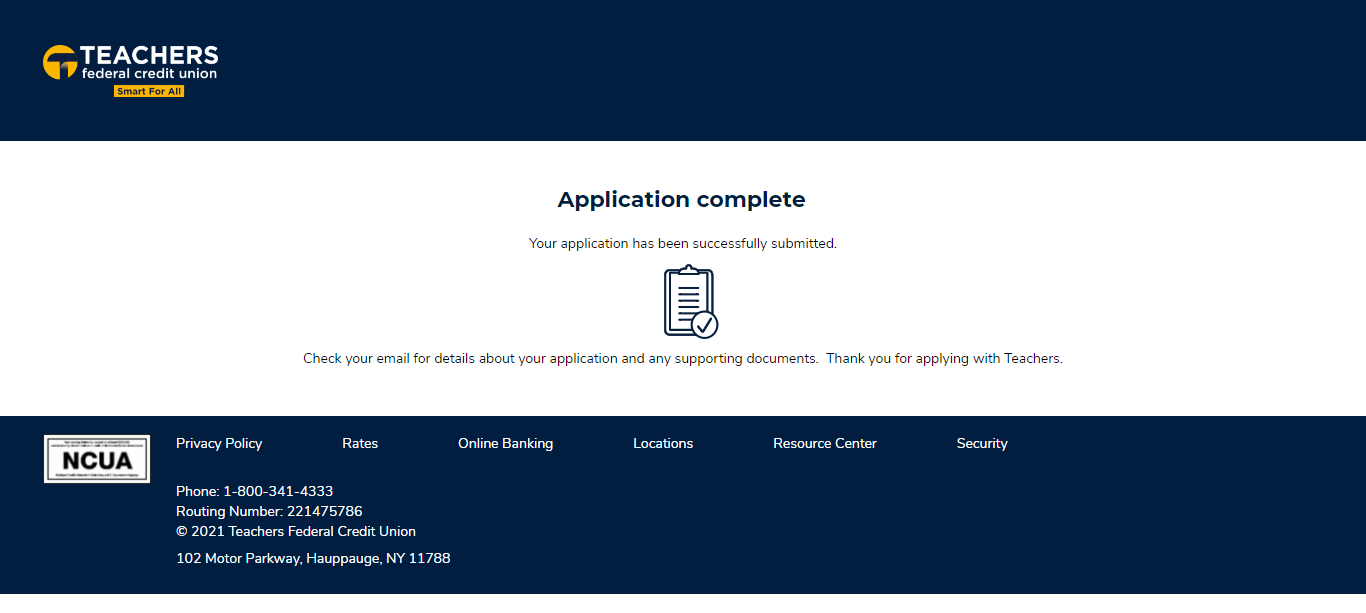 TEACHERS
federal credit union
Smart For All
Application complete
Your application has been successfully submitted.
Check your email for details about your application and any supporting documents.  Thank you for applying with Teachers.
NCUA
Privacy Policy Rates Online Banking Locations Resource Center Security
Phone: 1-800-341-4333
Routing Number: 221475786
© 2021 Teachers Federal Credit Union
102 Motor Parkway, Hauppauge, NY 11788